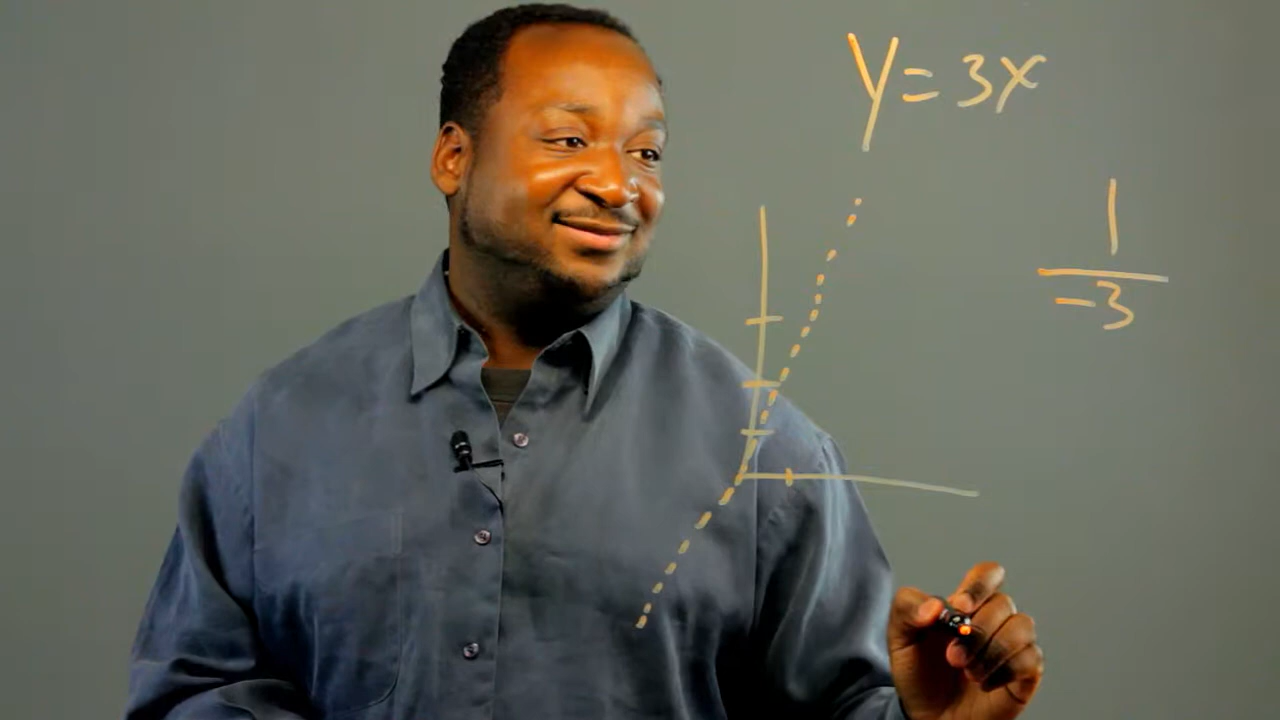 y = 3x
1
-3